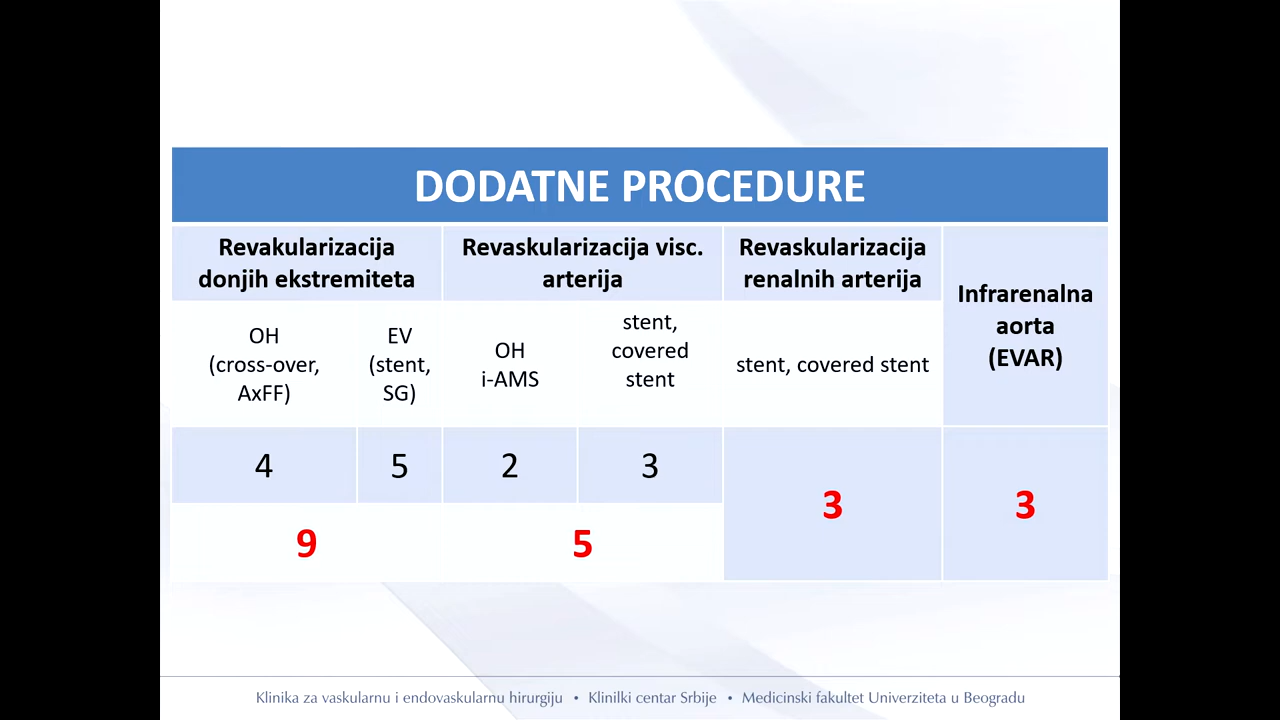 DODATNE PROCEDURE
Revakularizacija
donjih ekstremiteta
Revaskularizacija visc.
arterija
Revaskularizacija
renalnih arterija
Infrarenalna
aorta
(EVAR)
OH
(cross-over,
AxFF)
EV
(stent,
SG)
OH
i-AMS
stent,
covered
stent
stent, covered stent
4
5
2
3
3
3
9
5
Klinika za vaskularnu i endovaskularnu hirurgiju • Klinilki centar Srbije • Medicinski fakultet Univerziteta u Beogradu